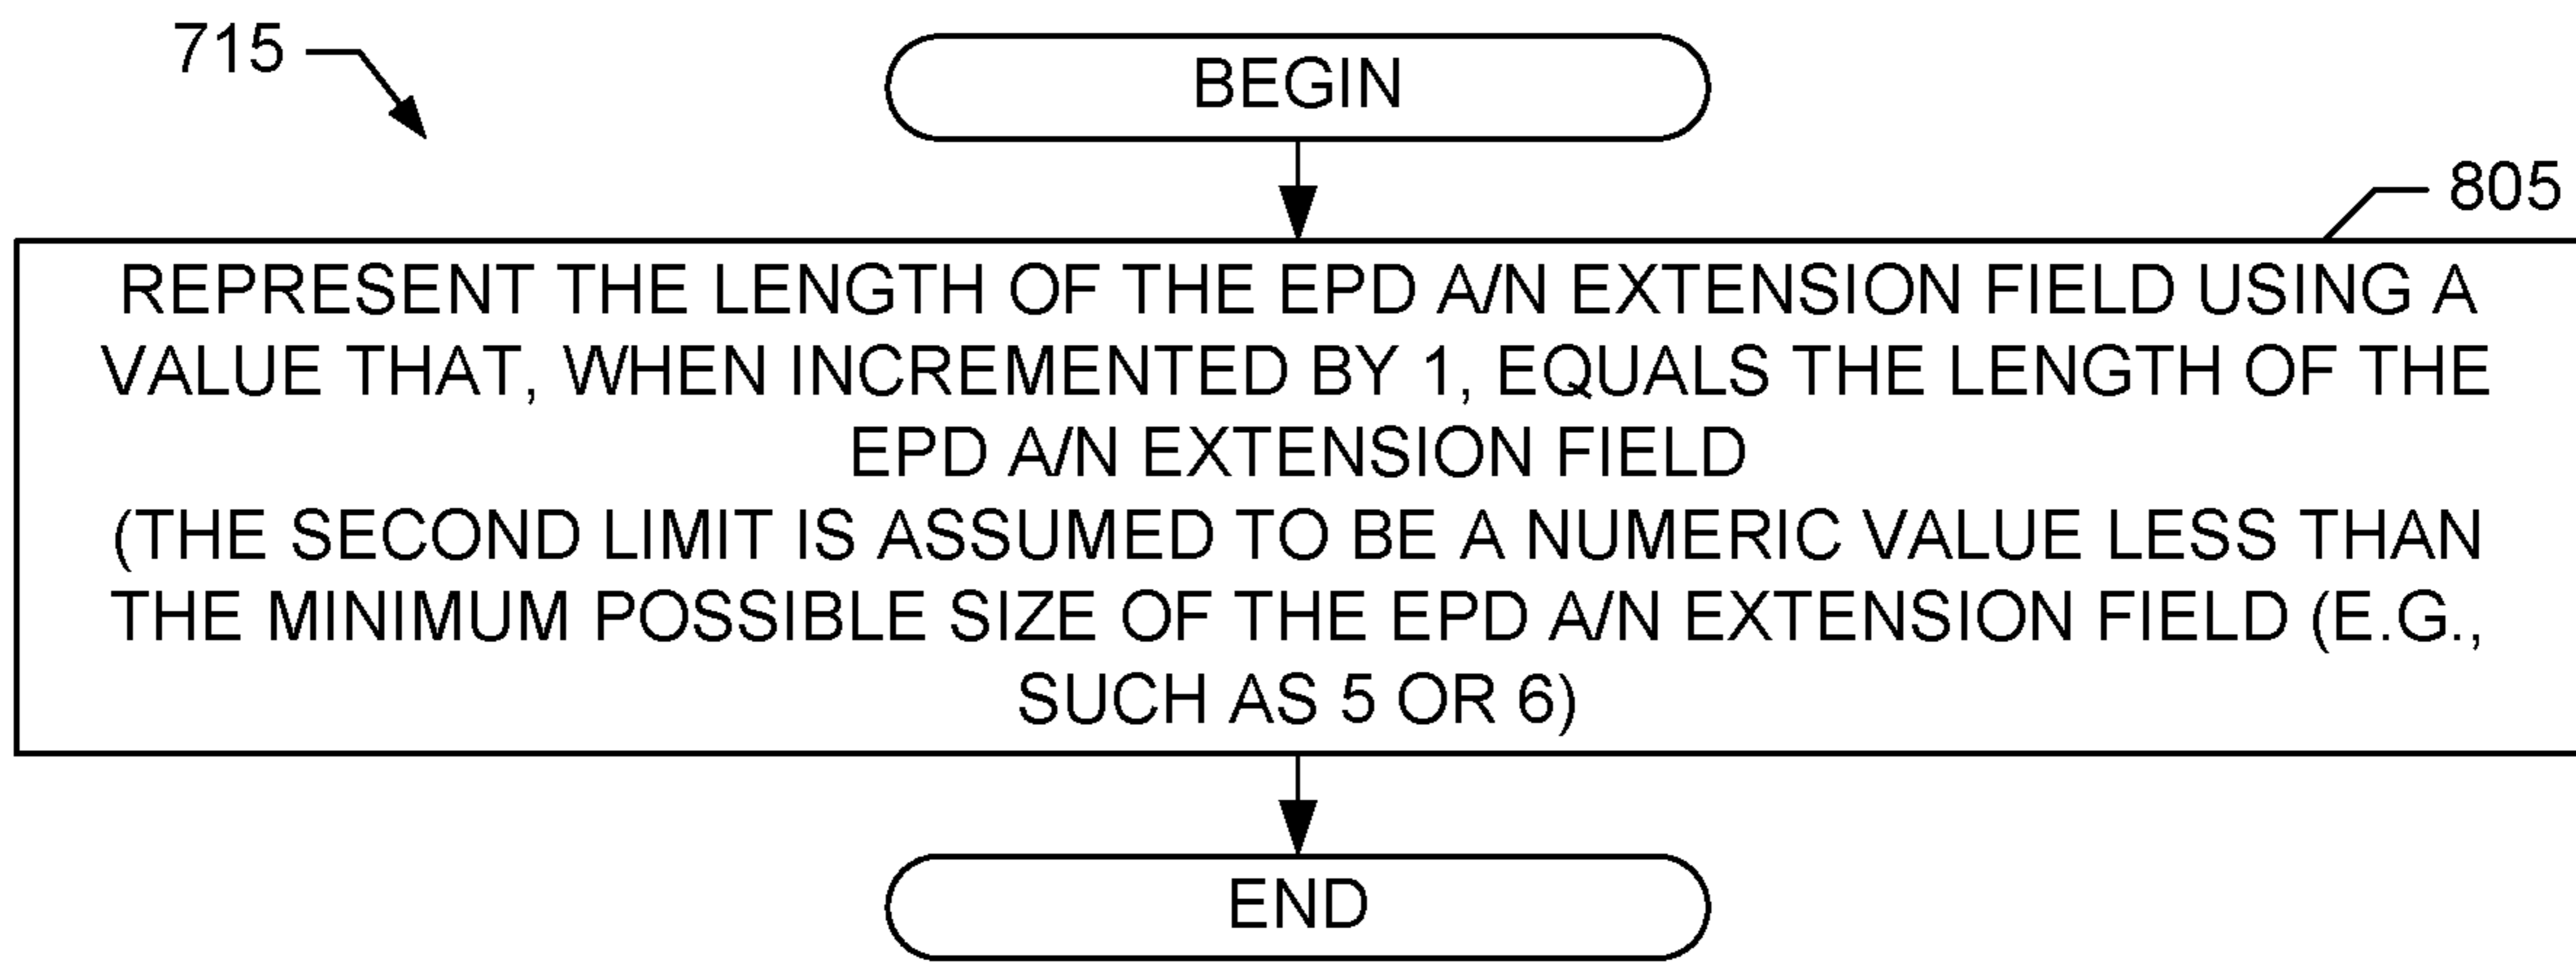 715
BEGIN
805
REPRESENT THE LENGTH OF THE EPD A/N EXTENSION FIELD USING A
VALUE THAT, WHEN INCREMENTED BY 1, EQUALS THE LENGTH OF THE
EPD A/N EXTENSION FIELD
(THE SECOND LIMIT IS ASSUMED TO BE A NUMERIC VALUE LESS THAN
THE MINIMUM POSSIBLE SIZE OF THE EPD A/N EXTENSION FIELD (E.G.,
SUCH AS 5 OR 6)
END